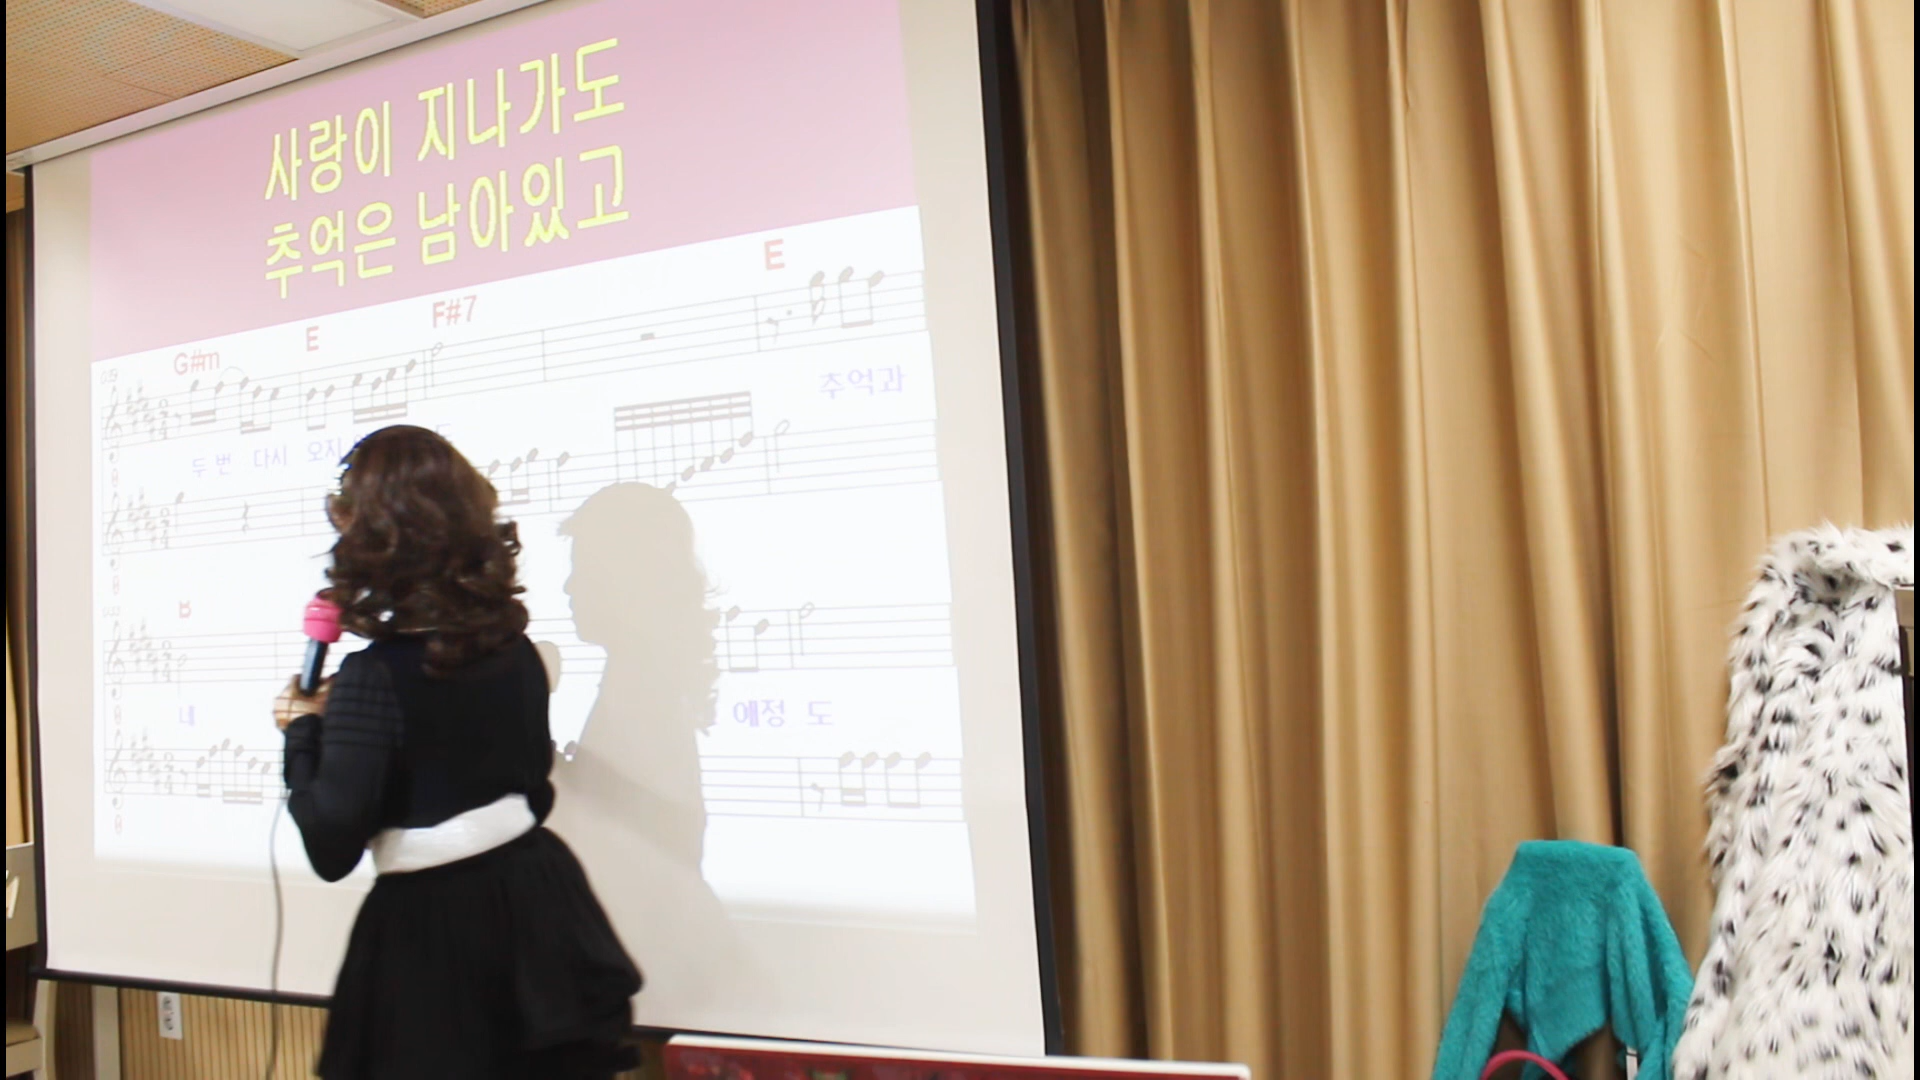 사랑이 지나가도
추억은 남아있고
G#m E F#7 E
두 번 다시 오지
추억과
B
네
애정 도